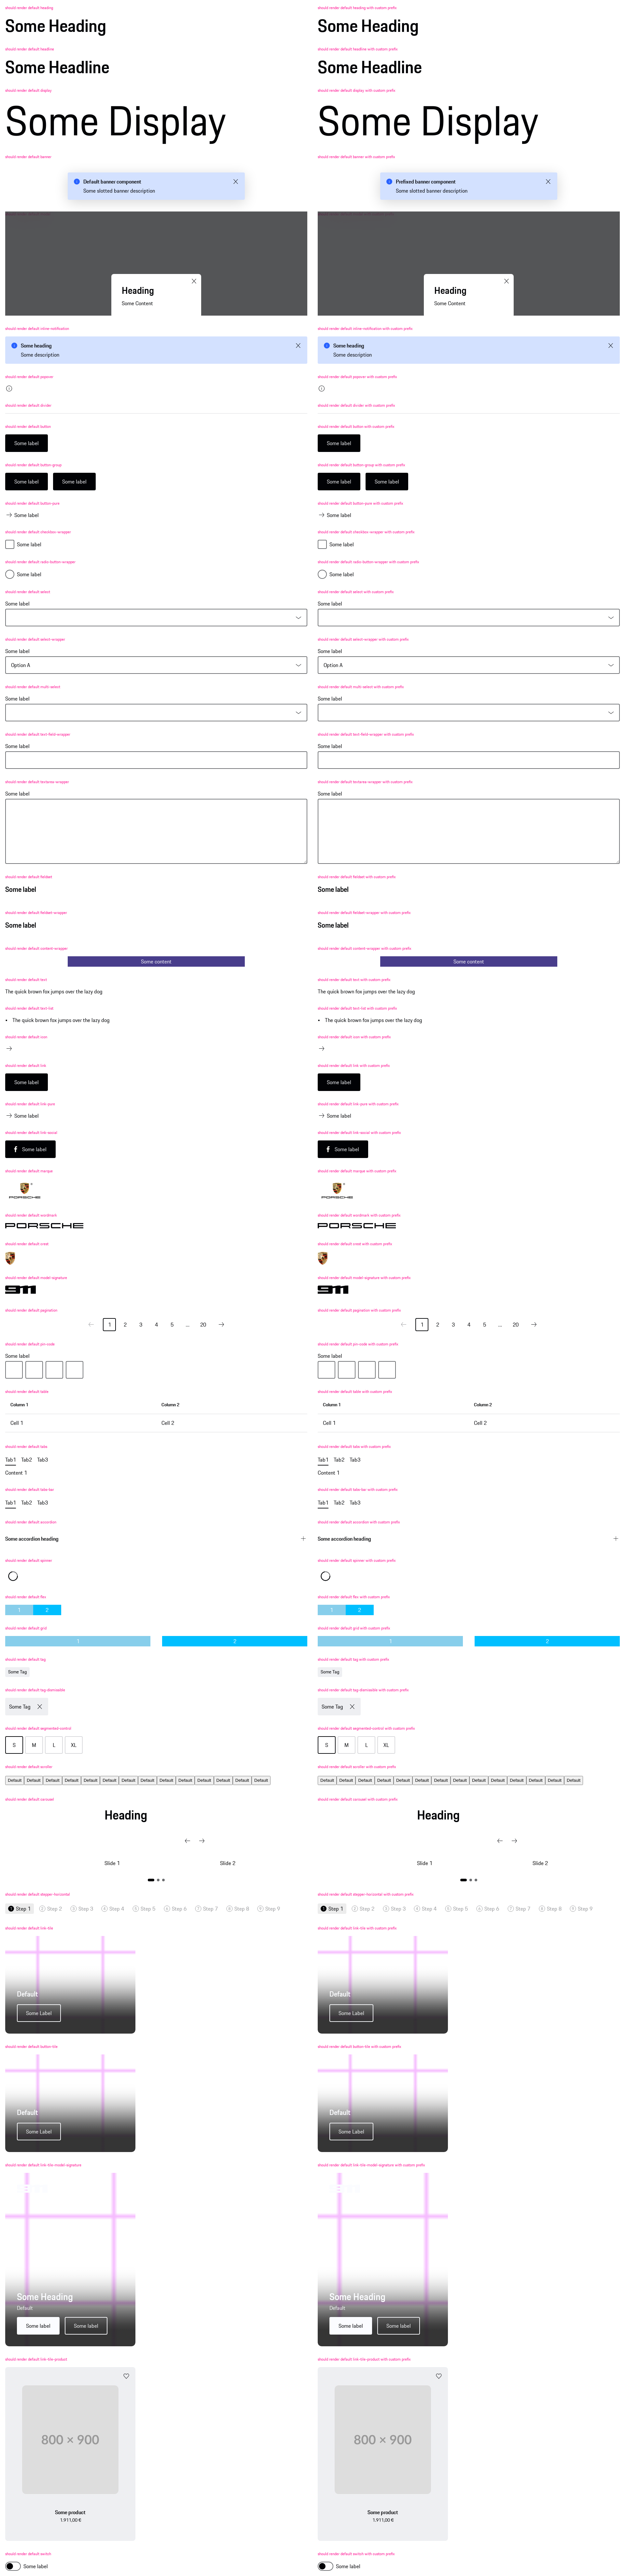 should render default heading
Some Heading
should render default headline
Some Headline
should render default display
Some Display
should render default banner
Default banner component
Some slotted banner description
Heading
Some Content
should render default inline-notification
Some heading
Some description
should render default popover
should render default divider
should render default button
Some label
should render default button-group
Some label Some label
should render default button-pure
Some label
should render default checkbox-wrapper
Some label
should render default radio-button-wrapper
Some label
should render default select
Some label
should render default select-wrapper
Some label
Option A
should render default multi-select
Some label
should render default text-field-wrapper
Some label
should render default textarea-wrapper
Some label
should render default fieldset
Some label
should render default fieldset-wrapper
Some label
should render default content-wrapper
Some content
should render default text
The quick brown fox jumps over the lazy dog
should render default text-list
• The quick brown fox jumps over the lazy dog
should render default icon
should render default link
Some label
should render default link-pure
Some label
should render default link-social
Some label
should render default marque
PORSCHE
should render default wordmark
PORSCHE
should render default crest
should render default model-signature
911
should render default pagination
1 2 3 4 5 ... 20
should render default pin-code
Some label
should render default table
Column 1 Column 2
Cell 1 Cell 2
should render default tabs
Tab1 Tab2 Tab3
Content 1
should render default tabs-bar
Tab1 Tab2 Tab3
should render default accordion
Some accordion heading
should render default spinner
should render default flex
1 2
should render default grid
1 2
should render default tag
Some Tag
should render default tag-dismissible
Some Tag
should render default segmented-control
S M L XL
should render default scroller
Default Default Default Default Default Default Default Default Default Default Default Default Default Default
should render default carousel
Heading
Slide 1 Slide 2
should render default stepper-horizontal
1 Step 1 2 Step 2 3 Step 3 4 Step 4 5 Step 5 6 Step 6 7 Step 7 8 Step 8 9 Step 9
should render default link-tile
Default
Some Label
should render default button-tile
Default
Some Label
should render default link-tile-model-signature
Some Heading
Default
Some label Some label
should render default link-tile-product
800 × 900
Some product
1.911,00 €
should render default switch
Some label
should render default heading with custom prefix
Some Heading
should render default headline with custom prefix
Some Headline
should render default display with custom prefix
Some Display
should render default banner with custom prefix
Prefixed banner component
Some slotted banner description
Heading
Some Content
should render default inline-notification with custom prefix
Some heading
Some description
should render default popover with custom prefix
should render default divider with custom prefix
should render default button with custom prefix
Some label
should render default button-group with custom prefix
Some label Some label
should render default button-pure with custom prefix
Some label
should render default checkbox-wrapper with custom prefix
Some label
should render default radio-button-wrapper with custom prefix
Some label
should render default select with custom prefix
Some label
should render default select-wrapper with custom prefix
Some label
Option A
should render default multi-select with custom prefix
Some label
should render default text-field-wrapper with custom prefix
Some label
should render default textarea-wrapper with custom prefix
Some label
should render default fieldset with custom prefix
Some label
should render default fieldset-wrapper with custom prefix
Some label
should render default content-wrapper with custom prefix
Some content
should render default text with custom prefix
The quick brown fox jumps over the lazy dog
should render default text-list with custom prefix
• The quick brown fox jumps over the lazy dog
should render default icon with custom prefix
should render default link with custom prefix
Some label
should render default link-pure with custom prefix
Some label
should render default link-social with custom prefix
Some label
should render default marque with custom prefix
PORSCHE
should render default wordmark with custom prefix
PORSCHE
should render default crest with custom prefix
should render default model-signature with custom prefix
911
should render default pagination with custom prefix
1 2 3 4 5 ... 20
should render default pin-code with custom prefix
Some label
should render default table with custom prefix
Column 1 Column 2
Cell 1 Cell 2
should render default tabs with custom prefix
Tab1 Tab2 Tab3
Content 1
should render default tabs-bar with custom prefix
Tab1 Tab2 Tab3
should render default accordion with custom prefix
Some accordion heading
should render default spinner with custom prefix
should render default flex with custom prefix
1 2
should render default grid with custom prefix
1 2
should render default tag with custom prefix
Some Tag
should render default tag-dismissible with custom prefix
Some Tag
should render default segmented-control with custom prefix
S M L XL
should render default scroller with custom prefix
Default Default Default Default Default Default Default Default Default Default Default Default Default Default
should render default carousel with custom prefix
Heading
Slide 1 Slide 2
should render default stepper-horizontal with custom prefix
1 Step 1 2 Step 2 3 Step 3 4 Step 4 5 Step 5 6 Step 6 7 Step 7 8 Step 8 9 Step 9
should render default link-tile with custom prefix
Default
Some Label
should render default button-tile with custom prefix
Default
Some Label
should render default link-tile-model-signature with custom prefix
Some Heading
Default
Some label Some label
should render default link-tile-product with custom prefix
800 × 900
Some product
1.911,00 €
should render default switch with custom prefix
Some label